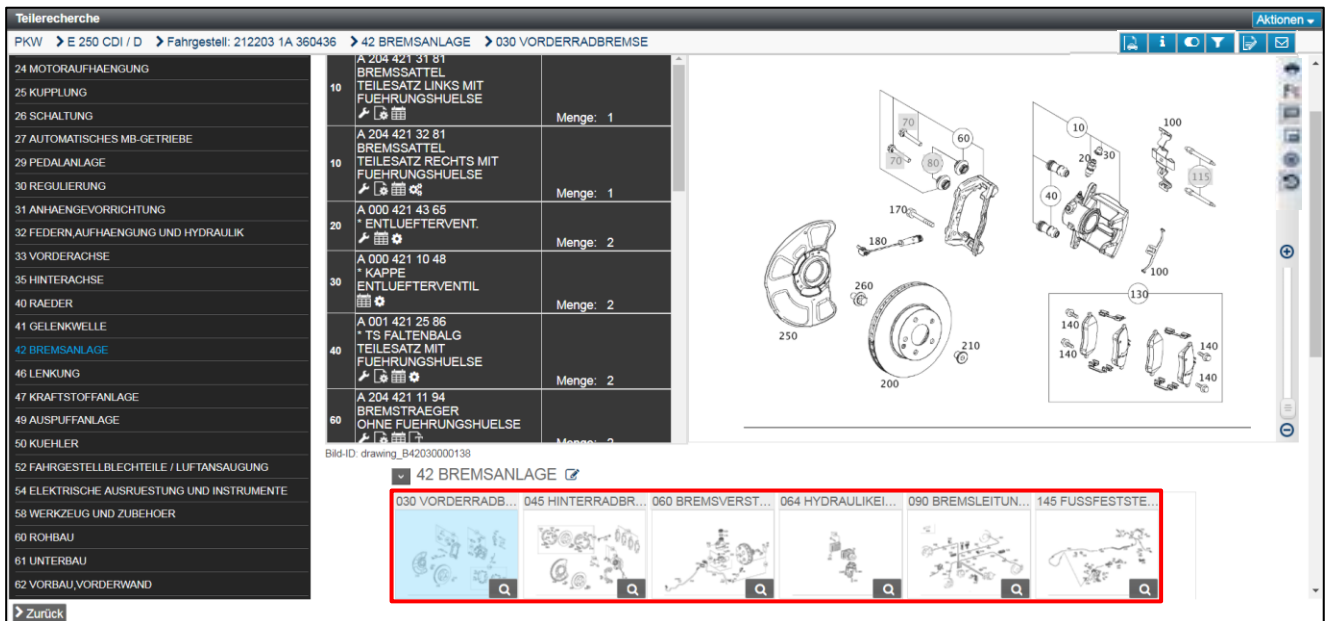 Teilerecherche
Aktionen
PKW > E 250 CDI / D > Fahrgestell: 212203 1A 360436 > 42 BREMSANLAGE > 030 VORDERRADBREMSE
24 MOTORAUFHAENGUNG
25 KUPPLUNG
26 SCHALTUNG
27 AUTOMATISCHES MB-GETRIEBE
29 PEDALANLAGE
30 REGULIERUNG
31 ANHAENGEVORRICHTUNG
32 FEDERN,AUFHAENGUNG UND HYDRAULIK
33 VORDERACHSE
35 HINTERACHSE
40 RAEDER
41 GELENKWELLE
42 BREMSANLAGE
46 LENKUNG
47 KRAFTSTOFFANLAGE
49 AUSPUFFANLAGE
50 KUEHLER
52 FAHRGESTELLBLECHTEILE / LUFTANSAUGUNG
54 ELEKTRISCHE AUSRUESTUNG UND INSTRUMENTE
58 WERKZEUG UND ZUBEHOER
60 ROHBAU
61 UNTERBAU
62 VORBAU,VORDERWAND
> Zurück
A 204 421 31 81
BREMSSATTEL
10 TEILESATZ LINKS MIT
FUEHRUNGSHUELSE
Menge: 1
A 204 421 32 81
BREMSSATTEL
10 TEILESATZ RECHTS MIT
FUEHRUNGSHUELSE
Menge: 1
A 000 421 43 65
20 * ENTLUEFTERVENT.
Menge: 2
A 000 421 10 48
* KAPPE
30 ENTLUEFTERVENTIL
Menge: 2
A 001 421 25 86
* TS FALTENBALG
40 TEILESATZ MIT
FUEHRUNGSHUELSE
Menge: 2
A 204 421 11 94
BREMSTRAEGER
60 OHNE FUEHRUNGSHUELSE
Menge: 2
70
60
70
80
10
100
20
30
115
40
170
180
100
260
130
250
140
140
140
140
210
200
Bild-ID: drawing_B42030000138
42 BREMSANLAGE
030 VORDERRADB... 045 HINTERRADBR... 060 BREMSVERST... 064 HYDRAULIKEI... 090 BREMSLEITUN... 145 FUSSFESTSTE...